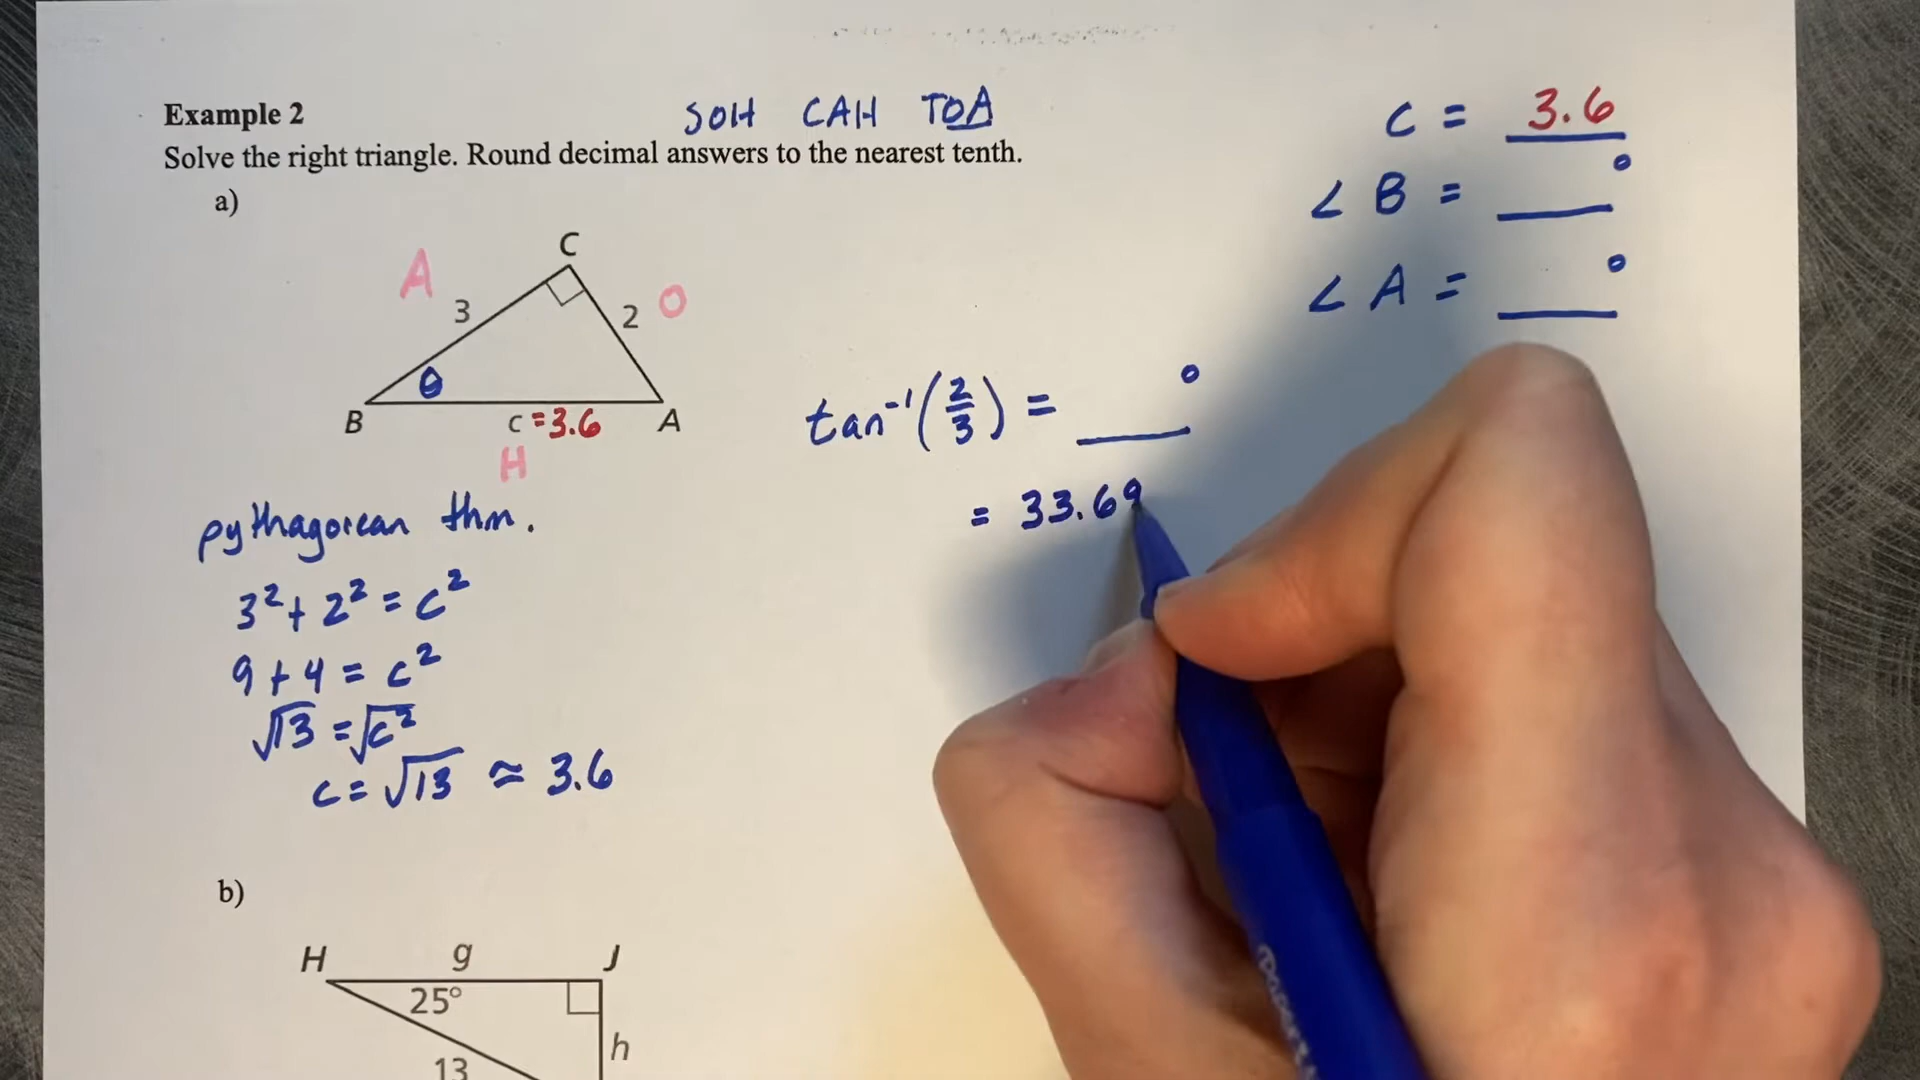 Example 2
SOH CAH TOA
Solve the right triangle. Round decimal answers to the nearest tenth.
a)
c = 3.6
∠ B = ___°
∠ A = ___°
C
A
3
2
O
θ
B
c = 3.6
A
H
tan⁻¹(2/3) = ___°
= 33.69
pythagorean thm.
3² + 2² = c²
9 + 4 = c²
√13 = √c²
c = √13 ≈ 3.6
b)
H
g
J
25°
h
13